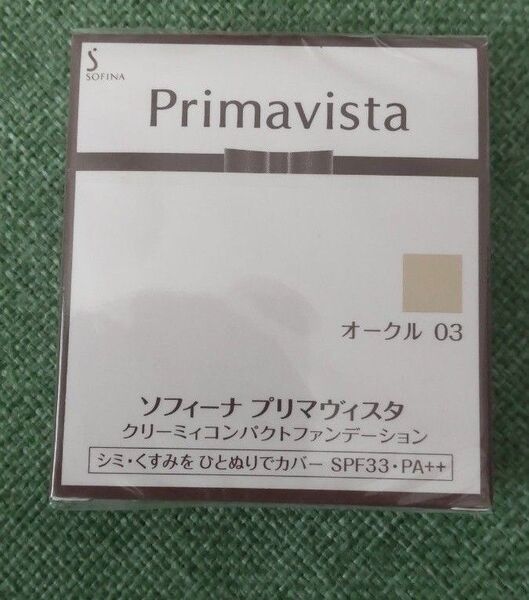 SOFINA
Primavista
オークル 03
ソフィーナ プリマヴィスタ
クリーミィコンパクトファンデーション
シミ・くすみを ひとぬりでカバー SPF33・PA++